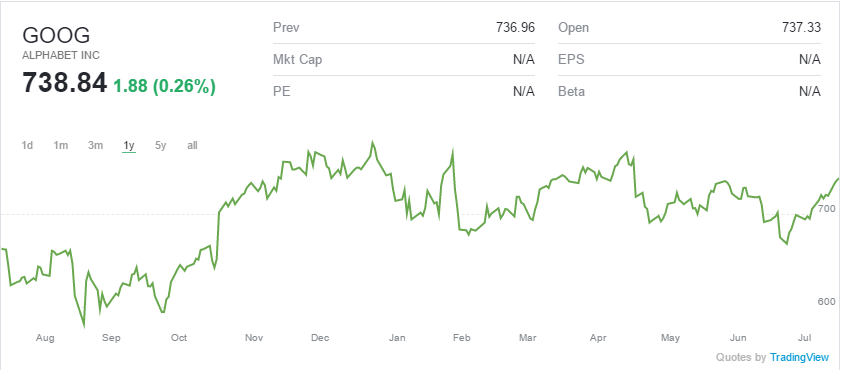 GOOG
ALPHABET INC
738.84 1.88 (0.26%)
Prev 736.96
Mkt Cap N/A
PE N/A
Open 737.33
EPS N/A
Beta N/A
1d 1m 3m 1y 5y all
700
600
Aug Sep Oct Nov Dec Jan Feb Mar Apr May Jun Jul
Quotes by TradingView